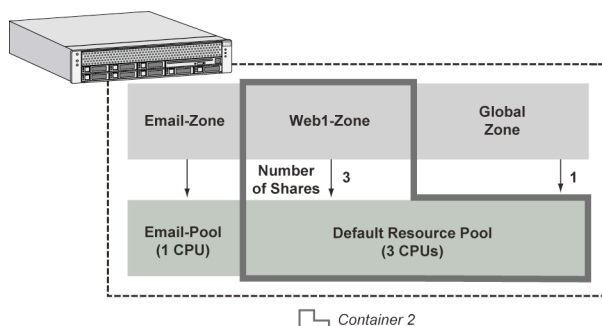 Email-Zone
Web1-Zone
Global
Zone
Number
of Shares
3
1
Email-Pool
(1 CPU)
Default Resource Pool
(3 CPUs)
Container 2